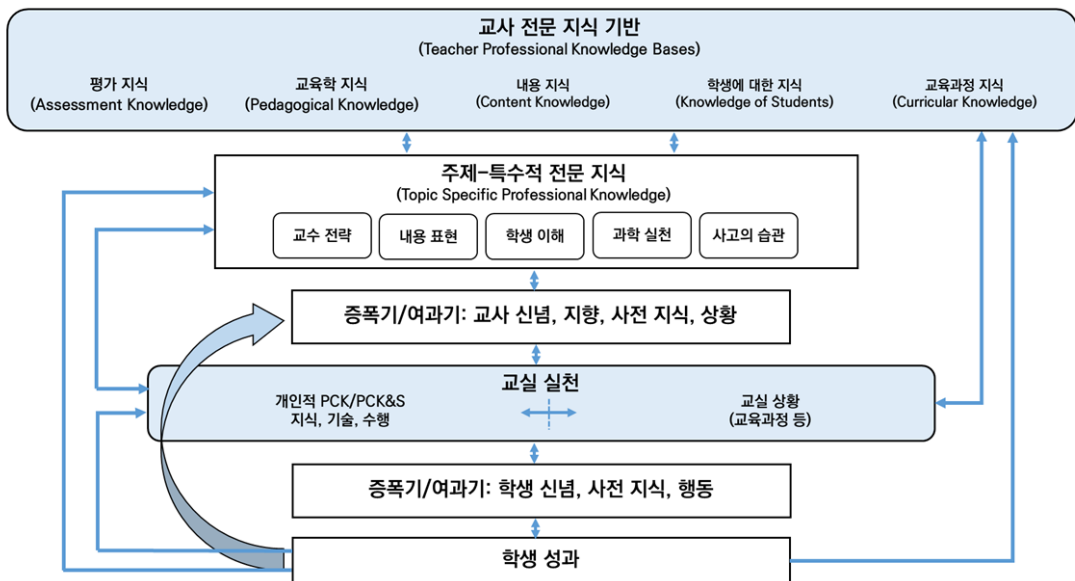 교사 전문 지식 기반
(Teacher Professional Knowledge Bases)
평가 지식
(Assessment Knowledge)
교육학 지식
(Pedagogical Knowledge)
내용 지식
(Content Knowledge)
학생에 대한 지식
(Knowledge of Students)
교육과정 지식
(Curricular Knowledge)
주제-특수적 전문 지식
(Topic Specific Professional Knowledge)
교수 전략
내용 표현
학생 이해
과학 실천
사고의 습관
증폭기/여과기: 교사 신념, 지향, 사전 지식, 상황
교실 실천
개인적 PCK/PCK&S
지식, 기술, 수행
교실 상황
(교육과정 등)
증폭기/여과기: 학생 신념, 사전 지식, 행동
학생 성과